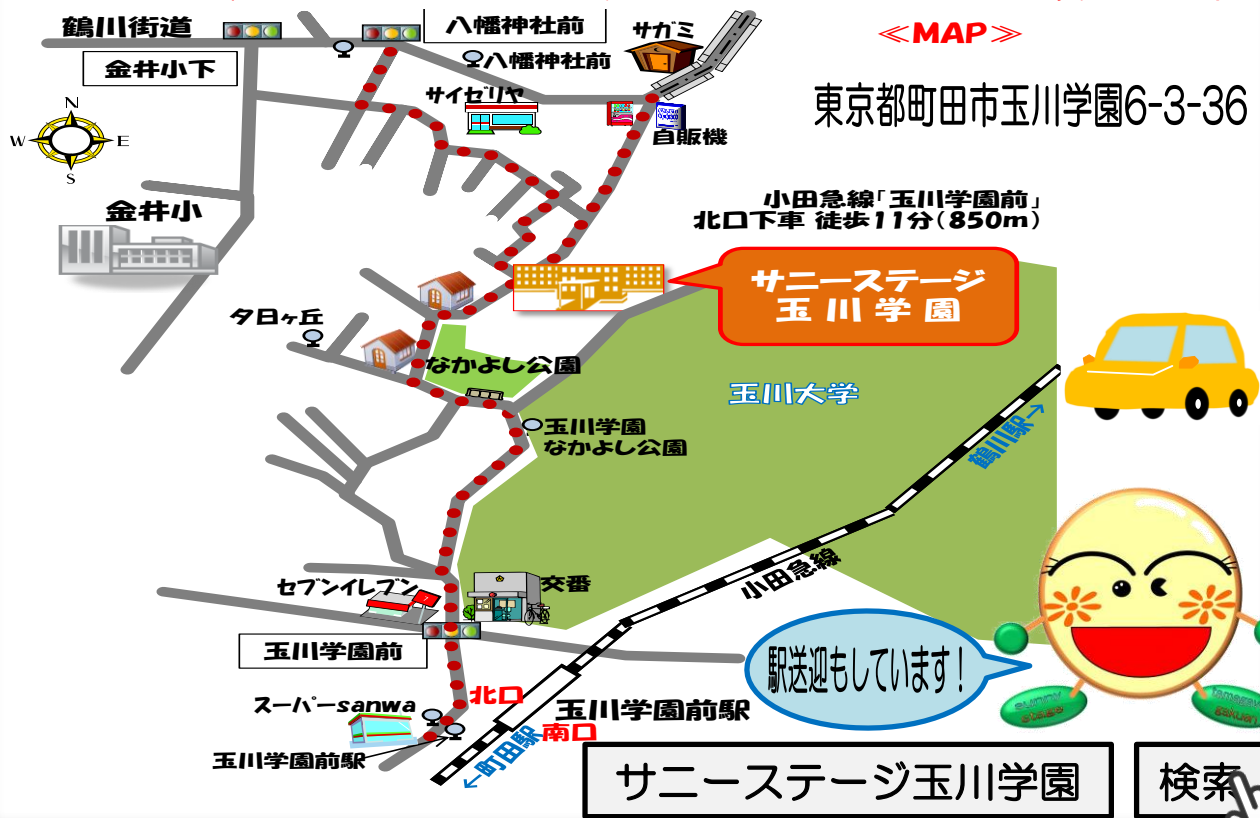 鶴川街道
八幡神社前
サガミ
≪MAP≫
金井小下
八幡神社前
サイゼリヤ
東京都町田市玉川学園6-3-36
自販機
N
W
E
S
金井小
小田急線「玉川学園前」
北口下車 徒歩11分(850m)
サニーステージ
玉川学園
夕日ヶ丘
なかよし公園
玉川大学
玉川学園
なかよし公園
鶴川駅→
小田急線
セブンイレブン
交番
玉川学園前
駅送迎もしています!
スーパーsanwa
北口
玉川学園前駅
南口
玉川学園前駅
←町田駅
sunny
stage
gakuen
サニーステージ玉川学園
検索